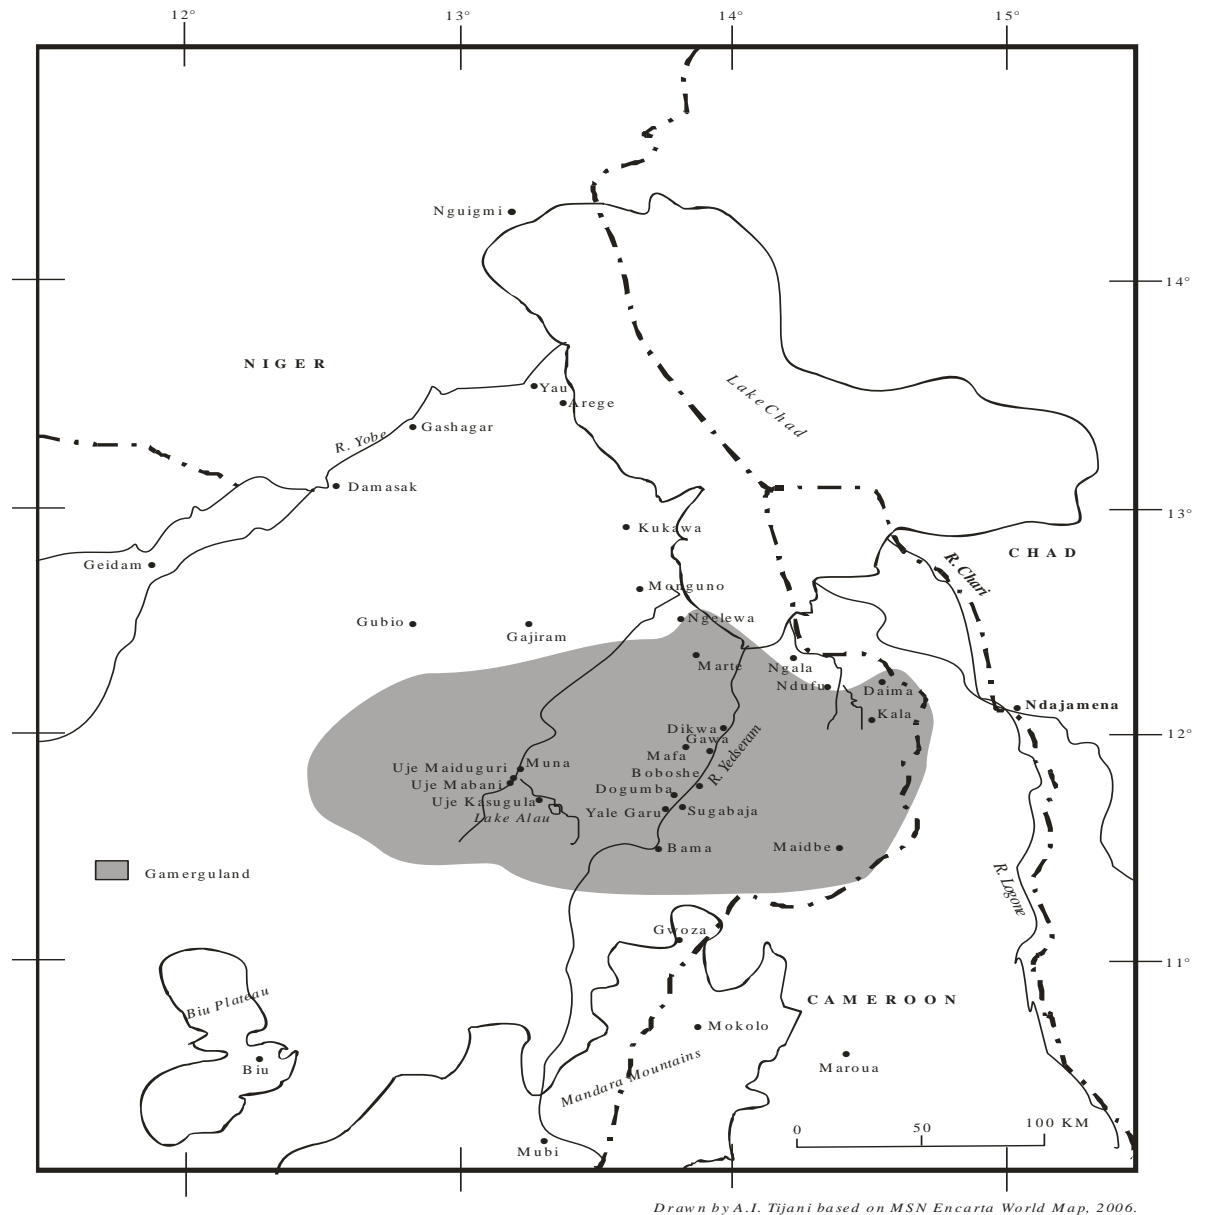 12°
13°
14°
15°
Nguigmi
14°
NIGER
Lake Chad
Yau
Arege
R. Yobe
Gashagar
Damasak
13°
Kukawa
CHAD
Geidam
R. Chari
Monguno
Gubio
Gajiram
Ngelewa
Marte
Ngala
Ndufu
Daima
Ndajamena
Kala
12°
Dikwa
Gawa
Mafa
R. Yedseram
Uje Maiduguri
Muna
Boboshe
Uje Mabani
Dogumba
Uje Kasugula
Lake Alau
Yale Garu
Sugabaja
Bama
Maidbe
Gamerguland
R. Logone
Gwoza
11°
Biu Plateau
CAMEROON
Mokolo
Biu
Mandara Mountains
Maroua
0
50
100 KM
Mubi
Drawn by A.I. Tijani based on MSN Encarta World Map, 2006.